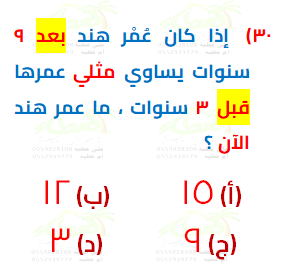 ٣٠) إذا كان عُمْر هند بعد ٩
سنوات يساوي مثلي عمرها
قبل ٣ سنوات ، ما عمر هند
الآن ؟
(أ) ١٥ (ب) ١٢
(ج) ٩ (د) ٣